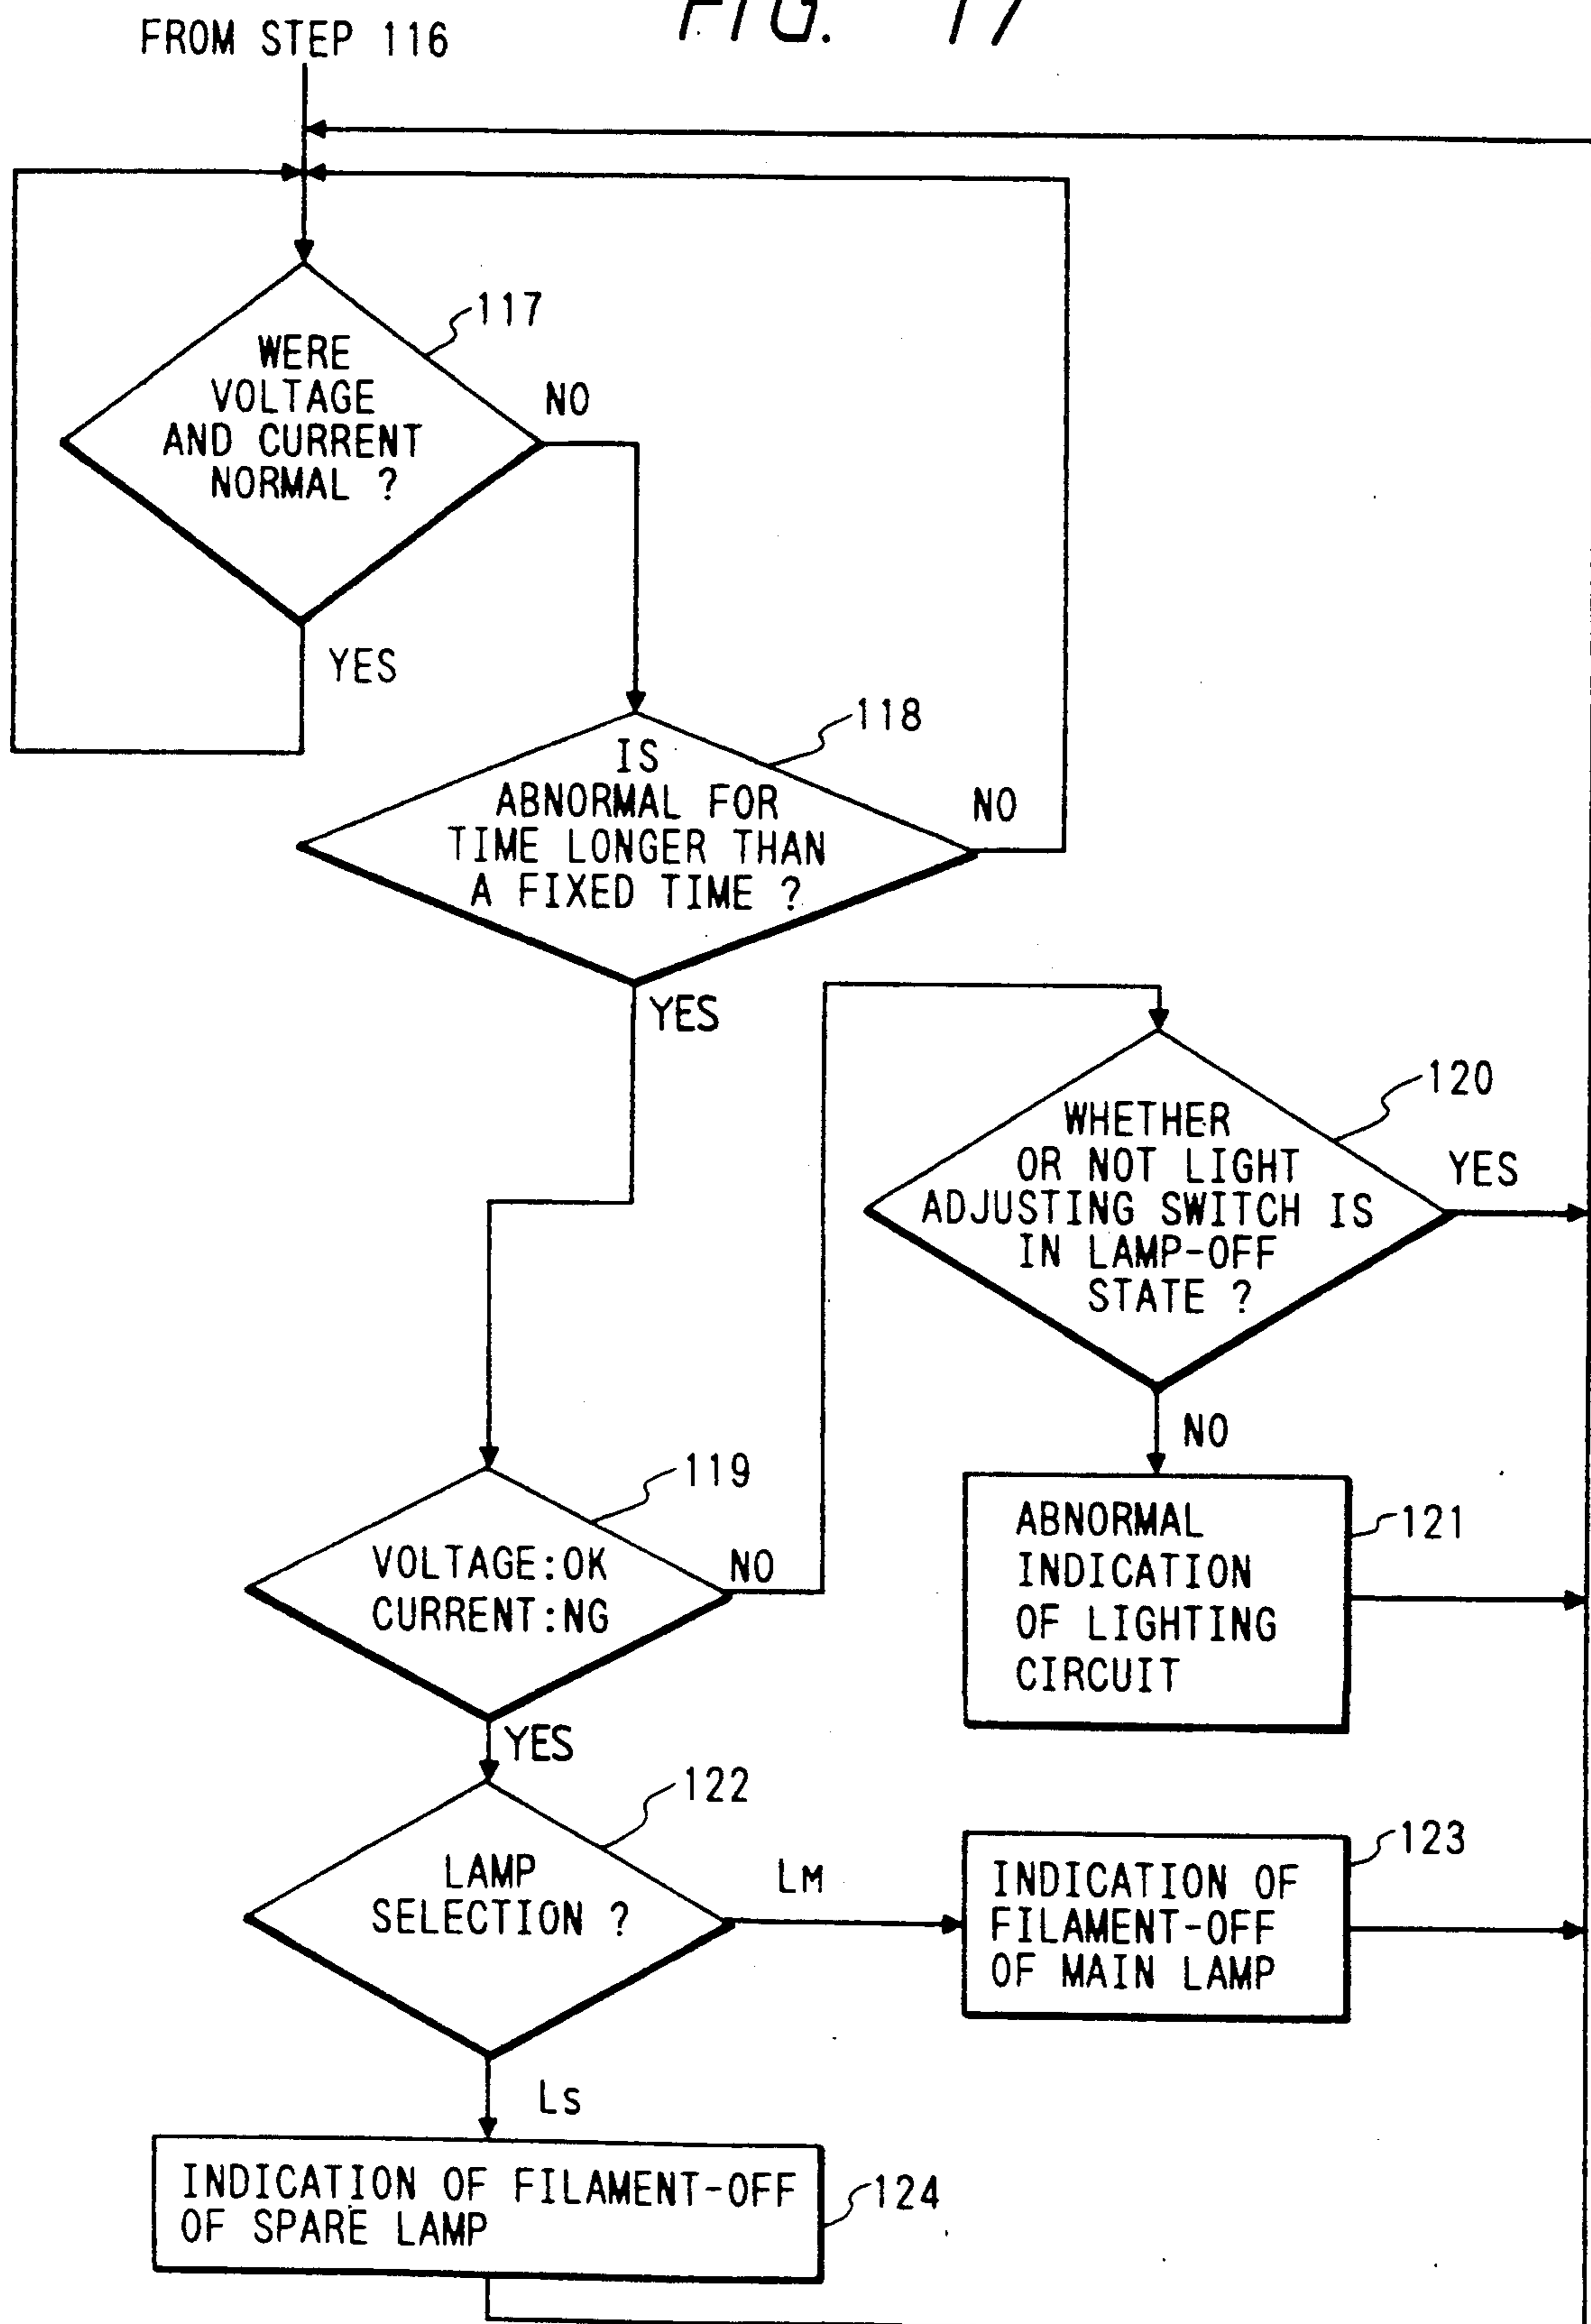 FIG. 17
FROM STEP 116
117
WERE
VOLTAGE
AND CURRENT
NORMAL ?
NO
YES
118
IS
ABNORMAL FOR
TIME LONGER THAN
A FIXED TIME ?
NO
YES
120
WHETHER
OR NOT LIGHT
ADJUSTING SWITCH IS
IN LAMP-OFF
STATE ?
YES
NO
119
VOLTAGE:OK
CURRENT:NG
NO
YES
121
ABNORMAL
INDICATION
OF LIGHTING
CIRCUIT
122
LAMP
SELECTION ?
LM
LS
123
INDICATION OF
FILAMENT-OFF
OF MAIN LAMP
INDICATION OF FILAMENT-OFF
OF SPARE LAMP
124